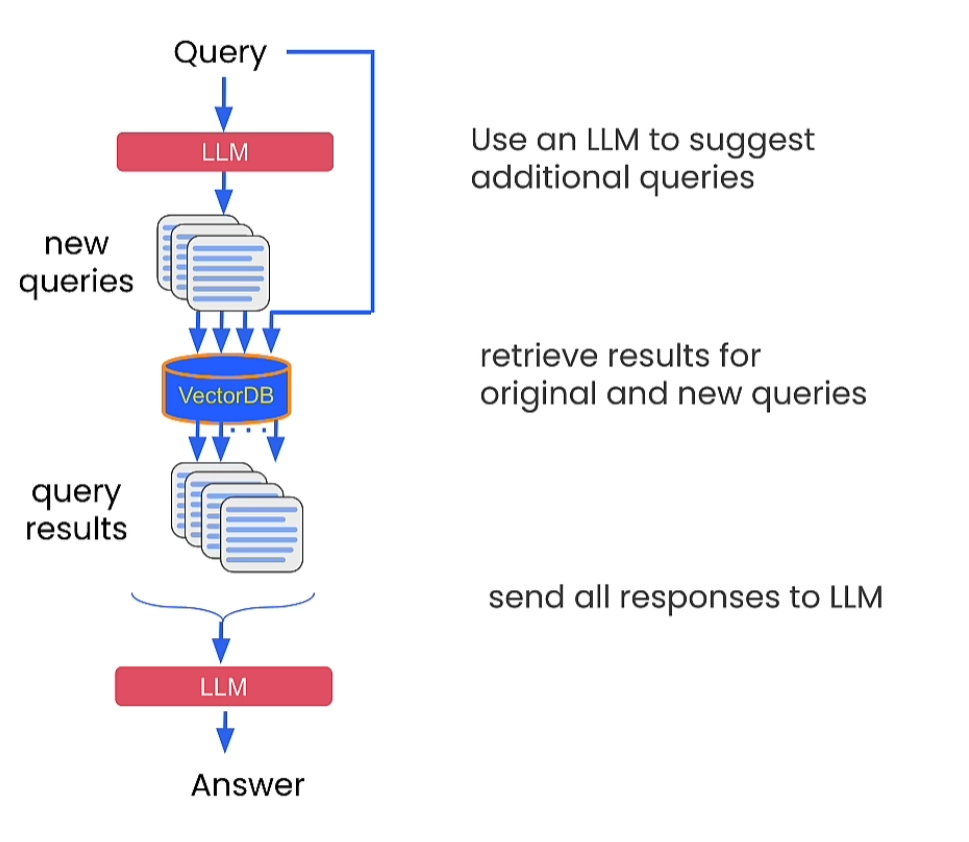 Query
LLM
Use an LLM to suggest
additional queries
new
queries
retrieve results for
original and new queries
VectorDB
query
results
send all responses to LLM
LLM
Answer